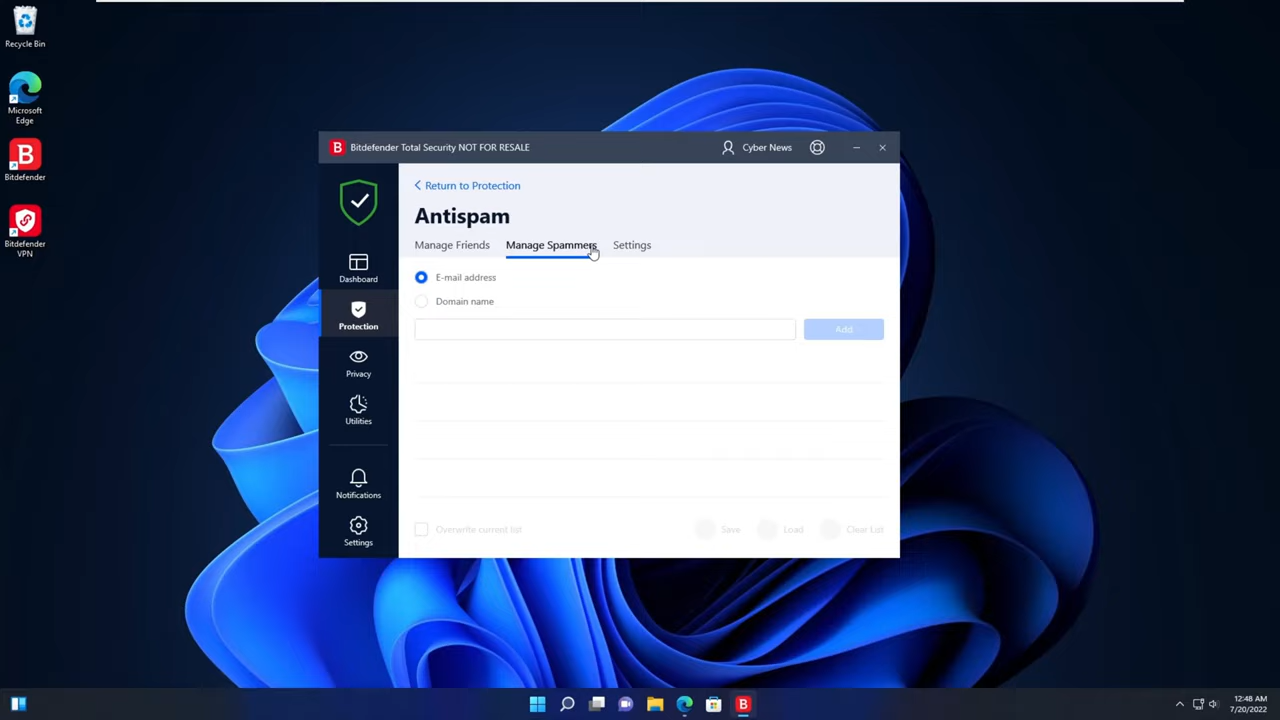 Recycle Bin
Microsoft
Edge
Bitdefender
Bitdefender
VPN
B Bitdefender Total Security NOT FOR RESALE
Cyber News
Return to Protection
Antispam
Manage Friends
Manage Spammers
Settings
Dashboard
Protection
Privacy
Utilities
Notifications
Settings
E-mail address
Domain name
Add
Overwrite current list
Save
Load
Clear List
12:48 AM
7/20/2022